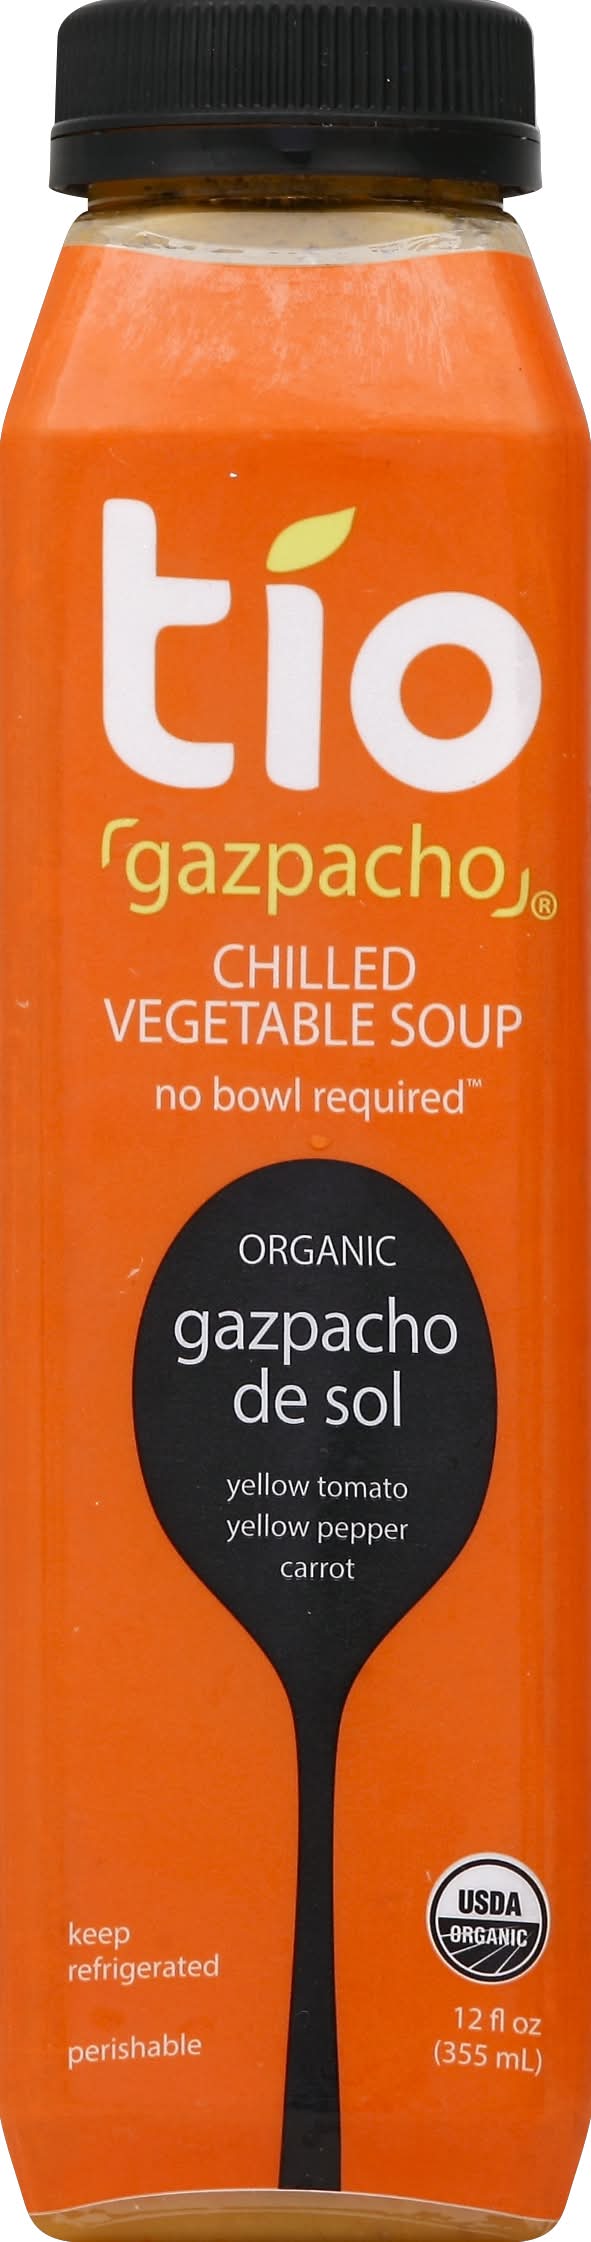 tío
gazpacho®
CHILLED
VEGETABLE SOUP
no bowl required™
ORGANIC
gazpacho
de sol
yellow tomato
yellow pepper
carrot
keep
refrigerated
perishable
USDA
ORGANIC
12 fl oz
(355 mL)